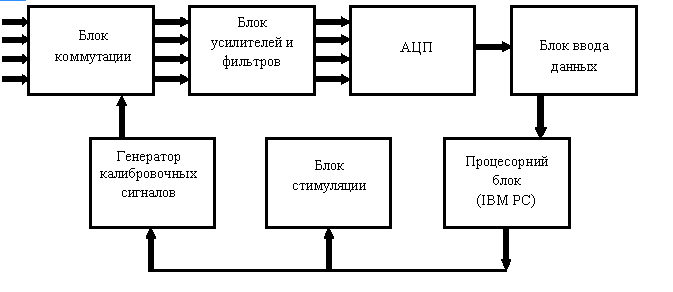 Блок
коммутации
Блок
усилителей и
фильтров
АЦП
Блок ввода
данных
Генератор
калибровочных
сигналов
Блок
стимуляции
Процесорний
блок
(IBM PC)